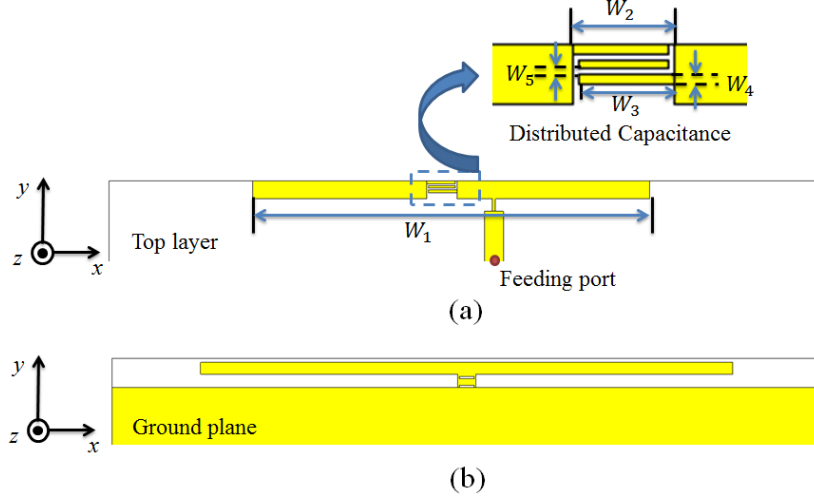 W₂
W₅
W₄
W₃
Distributed Capacitance
y
z
x
Top layer
W₁
Feeding port
(a)
y
z
x
Ground plane
(b)